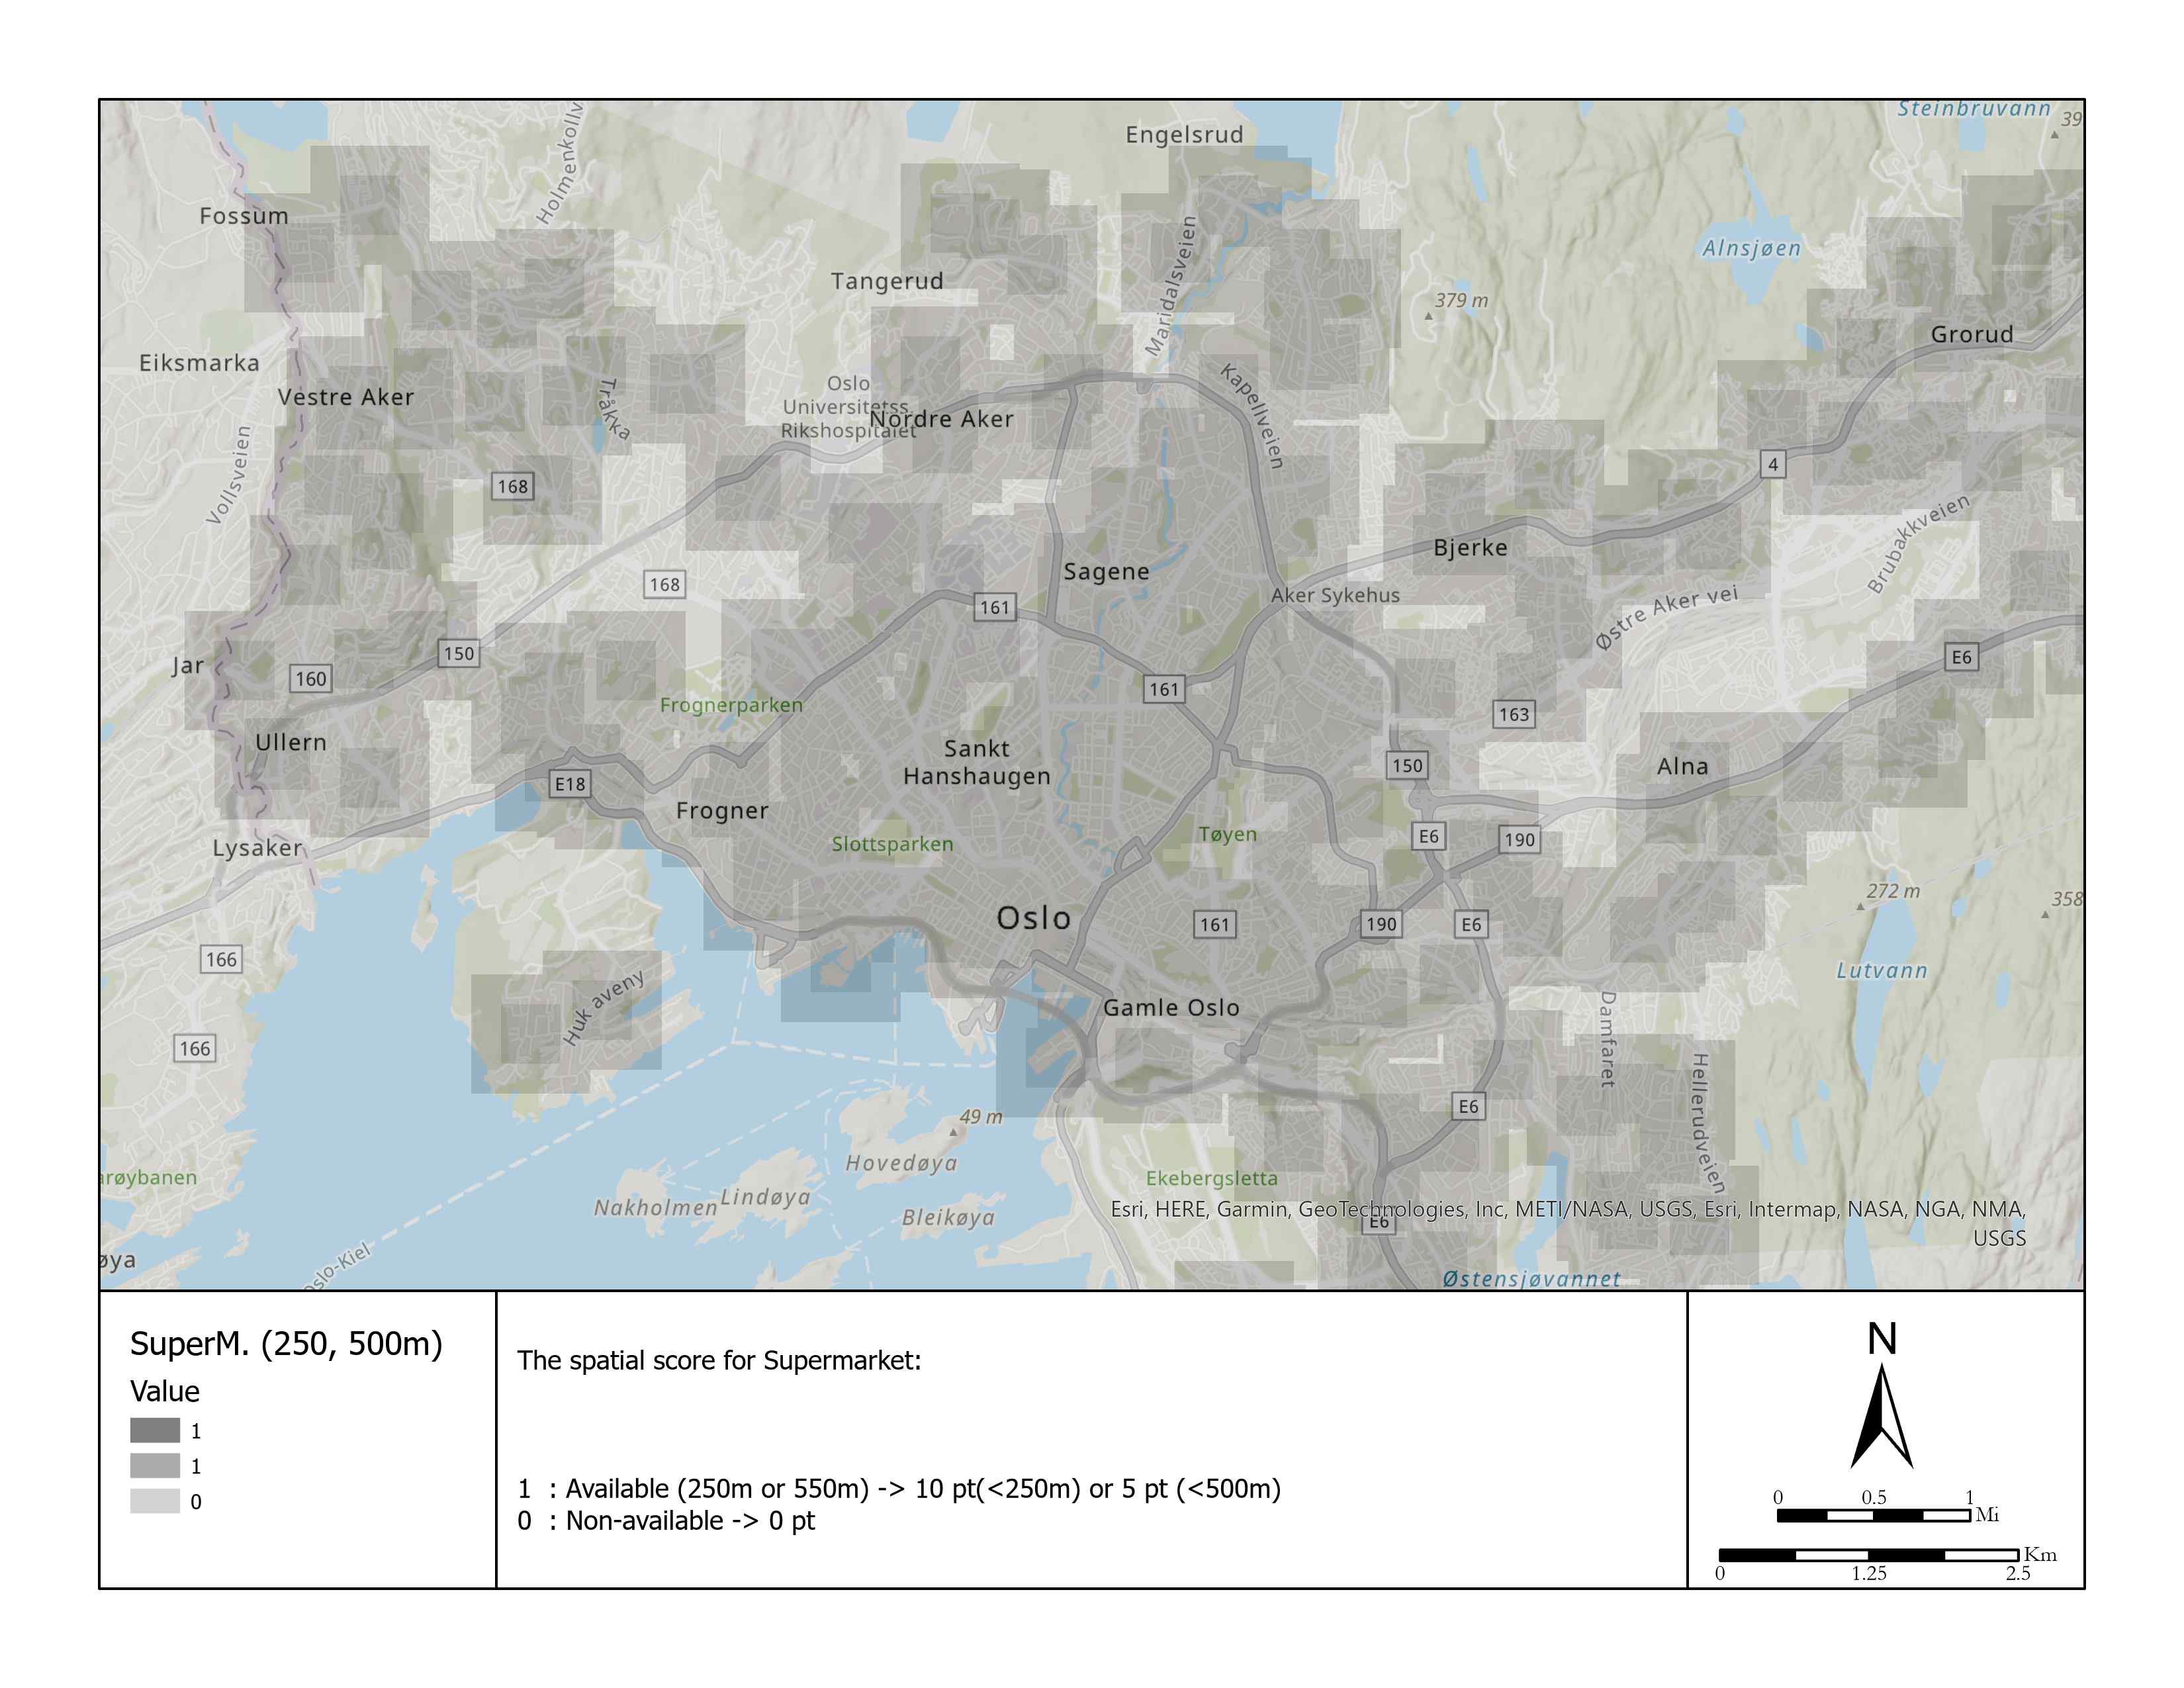 Steinbruvann
39
Engelsrud
Holmenkollv
Fossum
Maridalsveien
Alnsjøen
Tangerud
379 m
Grorud
Eiksmarka
Vestre Aker
Tråkka
Oslo
Universitetss
Rikshospitalet
Nordre Aker
Kapellveien
Vollsveien
168
4
Brubakkveien
Bjerke
Sagene
168
161
Aker Sykehus
Østre Aker vei
150
E6
Jar
160
161
Frognerparken
163
Ullern
Sankt
Hanshaugen
150
Alna
E18
Frogner
Slottsparken
Tøyen
E6
190
Lysaker
272 m
358
Oslo
161
190
E6
166
Lutvann
Huk aveny
Gamle Oslo
Damfaret
166
Hellerudveien
49 m
E6
Hovedøya
arøybanen
Ekebergsletta
Nakholmen
Lindøya
Bleikøya
Esri, HERE, Garmin, GeoTechnologies, Inc, METI/NASA, USGS, Esri, Intermap, NASA, NGA, NMA,
USGS
E6
øya
oslo-Kiel
Østensjøvannet
SuperM. (250, 500m)
Value
1
1
0
The spatial score for Supermarket:
1 : Available (250m or 550m) -> 10 pt(<250m) or 5 pt (<500m)
0 : Non-available -> 0 pt
N
0 0.5 1
Mi
Km
0 1.25 2.5